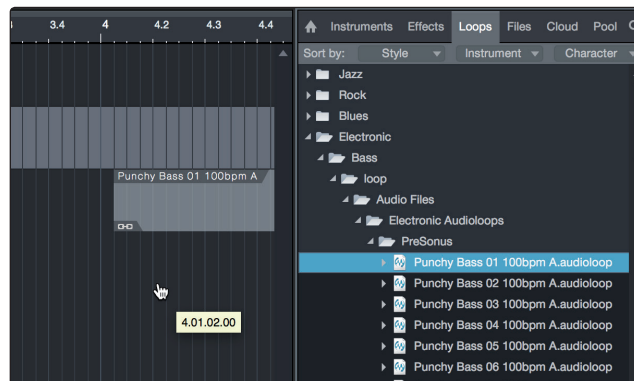 3.4 4 4.2 4.3 4.4
Instruments Effects Loops Files Cloud Pool
Sort by: Style Instrument Character
Jazz
Rock
Blues
Electronic
Bass
loop
Audio Files
Electronic Audioloops
PreSonus
Punchy Bass 01 100bpm A.audioloop
Punchy Bass 02 100bpm A.audioloop
Punchy Bass 03 100bpm A.audioloop
Punchy Bass 04 100bpm A.audioloop
Punchy Bass 05 100bpm A.audioloop
Punchy Bass 06 100bpm A.audioloop
Punchy Bass 01 100bpm A
4.01.02.00